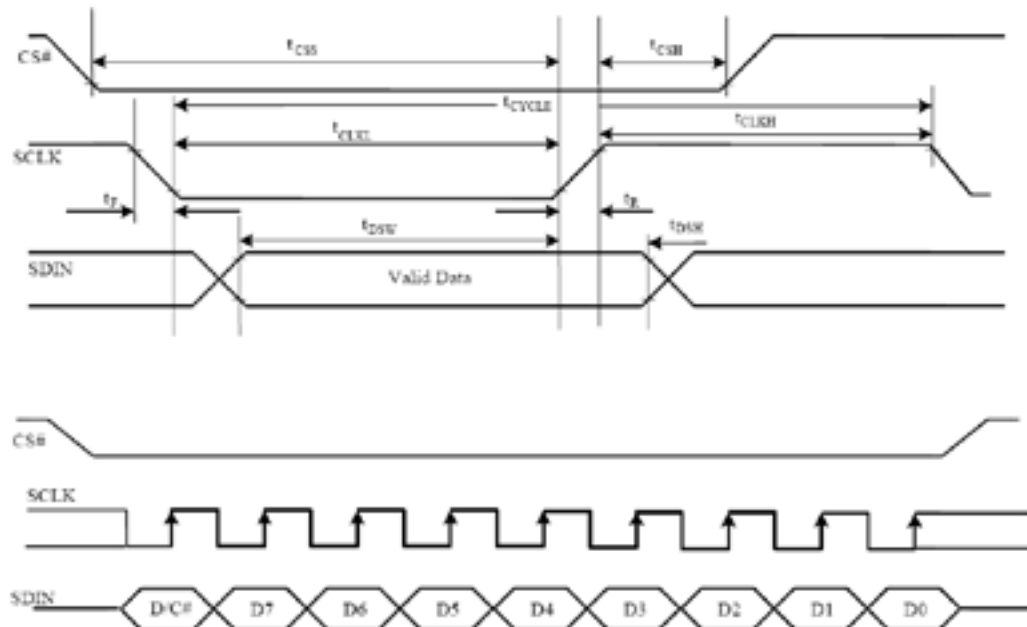 tCSS
tCSH
CS#
tCYCLE
tCLKL
tCLKH
SCLK
tF
tR
tDSW
tDSH
SDIN
Valid Data
CS#
SCLK
SDIN
D/C# D7 D6 D5 D4 D3 D2 D1 D0